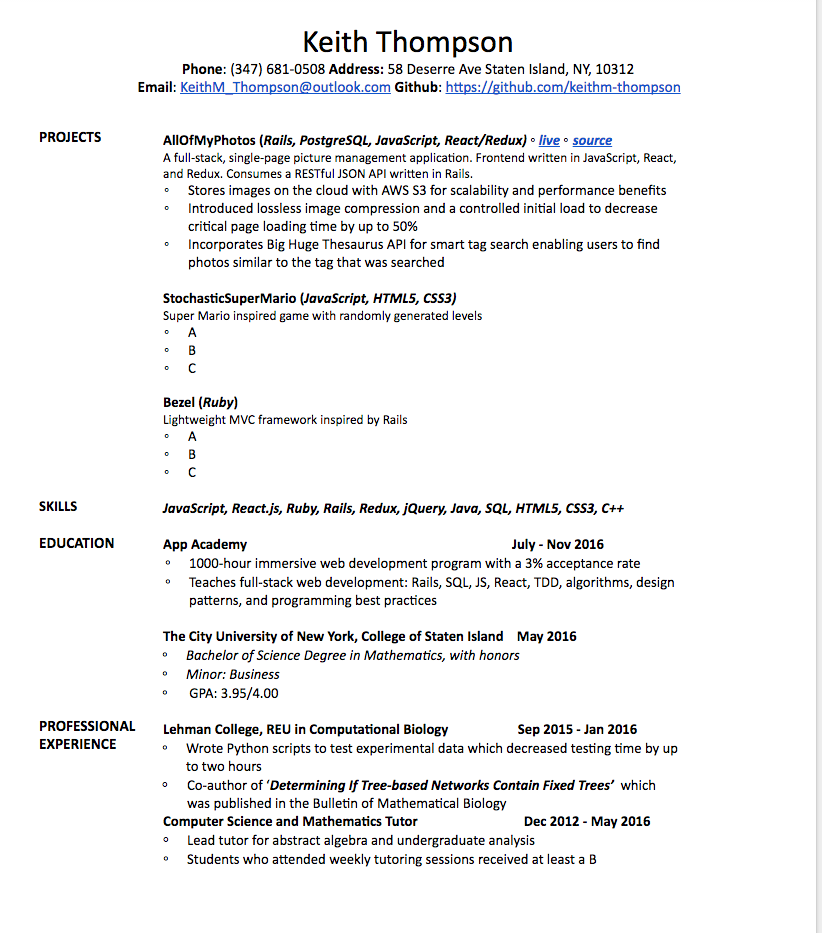 Keith Thompson
Phone: (347) 681-0508 Address: 58 Deserre Ave Staten Island, NY, 10312
Email: KeithM_Thompson@outlook.com Github: https://github.com/keithm-thompson
PROJECTS
AllOfMyPhotos (Rails, PostgreSQL, JavaScript, React/Redux) ◦ live ◦ source
A full-stack, single-page picture management application. Frontend written in JavaScript, React,
and Redux. Consumes a RESTful JSON API written in Rails.
◦ Stores images on the cloud with AWS S3 for scalability and performance benefits
◦ Introduced lossless image compression and a controlled initial load to decrease
critical page loading time by up to 50%
◦ Incorporates Big Huge Thesaurus API for smart tag search enabling users to find
photos similar to the tag that was searched
StochasticSuperMario (JavaScript, HTML5, CSS3)
Super Mario inspired game with randomly generated levels
◦ A
◦ B
◦ C
Bezel (Ruby)
Lightweight MVC framework inspired by Rails
◦ A
◦ B
◦ C
SKILLS
JavaScript, React.js, Ruby, Rails, Redux, jQuery, Java, SQL, HTML5, CSS3, C++
EDUCATION
App Academy July - Nov 2016
◦ 1000-hour immersive web development program with a 3% acceptance rate
◦ Teaches full-stack web development: Rails, SQL, JS, React, TDD, algorithms, design
patterns, and programming best practices
The City University of New York, College of Staten Island May 2016
◦ Bachelor of Science Degree in Mathematics, with honors
◦ Minor: Business
◦ GPA: 3.95/4.00
PROFESSIONAL
EXPERIENCE
Lehman College, REU in Computational Biology Sep 2015 - Jan 2016
◦ Wrote Python scripts to test experimental data which decreased testing time by up
to two hours
◦ Co-author of ‘Determining If Tree-based Networks Contain Fixed Trees’ which
was published in the Bulletin of Mathematical Biology
Computer Science and Mathematics Tutor Dec 2012 - May 2016
◦ Lead tutor for abstract algebra and undergraduate analysis
◦ Students who attended weekly tutoring sessions received at least a B